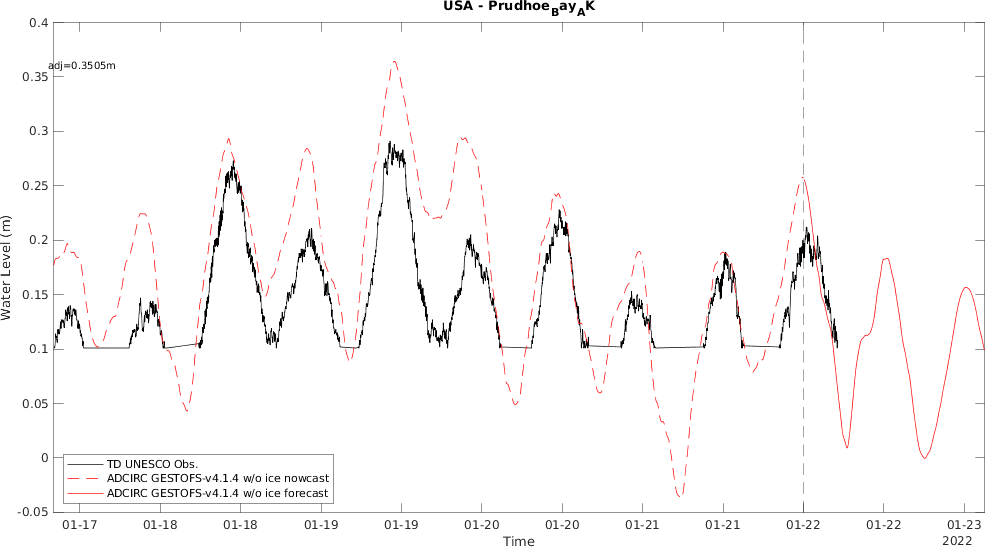 USA - PrudhoeBayAK
adj=0.3505m
Water Level (m)
0.4
0.35
0.3
0.25
0.2
0.15
0.1
0.05
0
-0.05
TD UNESCO Obs.
ADCIRC GESTOFS-v4.1.4 w/o ice nowcast
ADCIRC GESTOFS-v4.1.4 w/o ice forecast
01-17 01-18 01-18 01-19 01-19 01-20 01-20 01-21 01-21 01-22 01-22 01-23
Time
2022